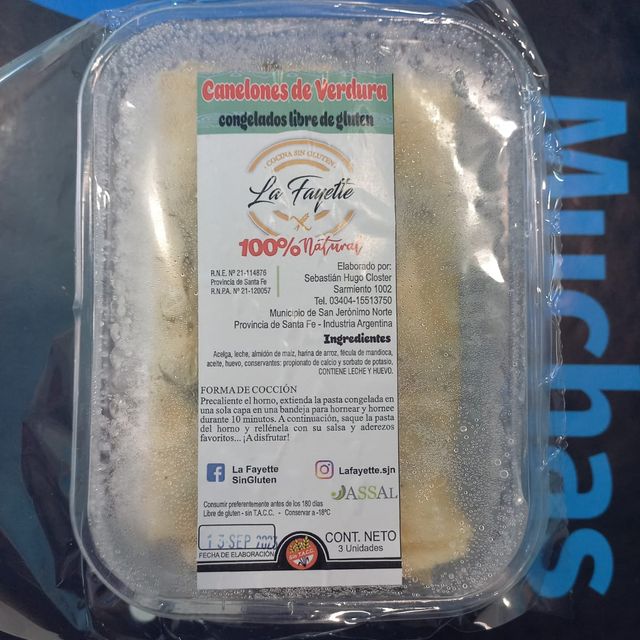 Canelones de Verdura
congelados libre de gluten
COCINA SIN GLUTEN
La Fayette
100% Natural
R.N.E. Nº 21-114876
Provincia de Santa Fe
R.N.P.A. Nº 21-120057
Elaborado por:
Sebastián Hugo Closter
Sarmiento 1002
Tel. 03404-15513750
Municipio de San Jerónimo Norte
Provincia de Santa Fe - Industria Argentina
Ingredientes
Acelga, leche, almidón de maíz, harina de arroz, fécula de mandioca,
aceite, huevo, conservantes: propionato de calcio y sorbato de potasio,
CONTIENE LECHE Y HUEVO.
FORMA DE COCCIÓN
Precaliente el horno, extienda la pasta congelada en
una sola capa en una bandeja para hornear y hornee
durante 10 minutos. A continuación, saque la pasta
del horno y rellénela con su salsa y aderezos
favoritos... ¡A disfrutar!
La Fayette
SinGluten
Lafayette.sjn
ASSAL
Consumir preferentemente antes de los 180 días
Libre de gluten - sin T.A.C.C. - Conservar a -18ºC
13 SEP 2023
FECHA DE ELABORACIÓN
Sin T.A.C.C.
CONT. NETO
3 Unidades
Muchas